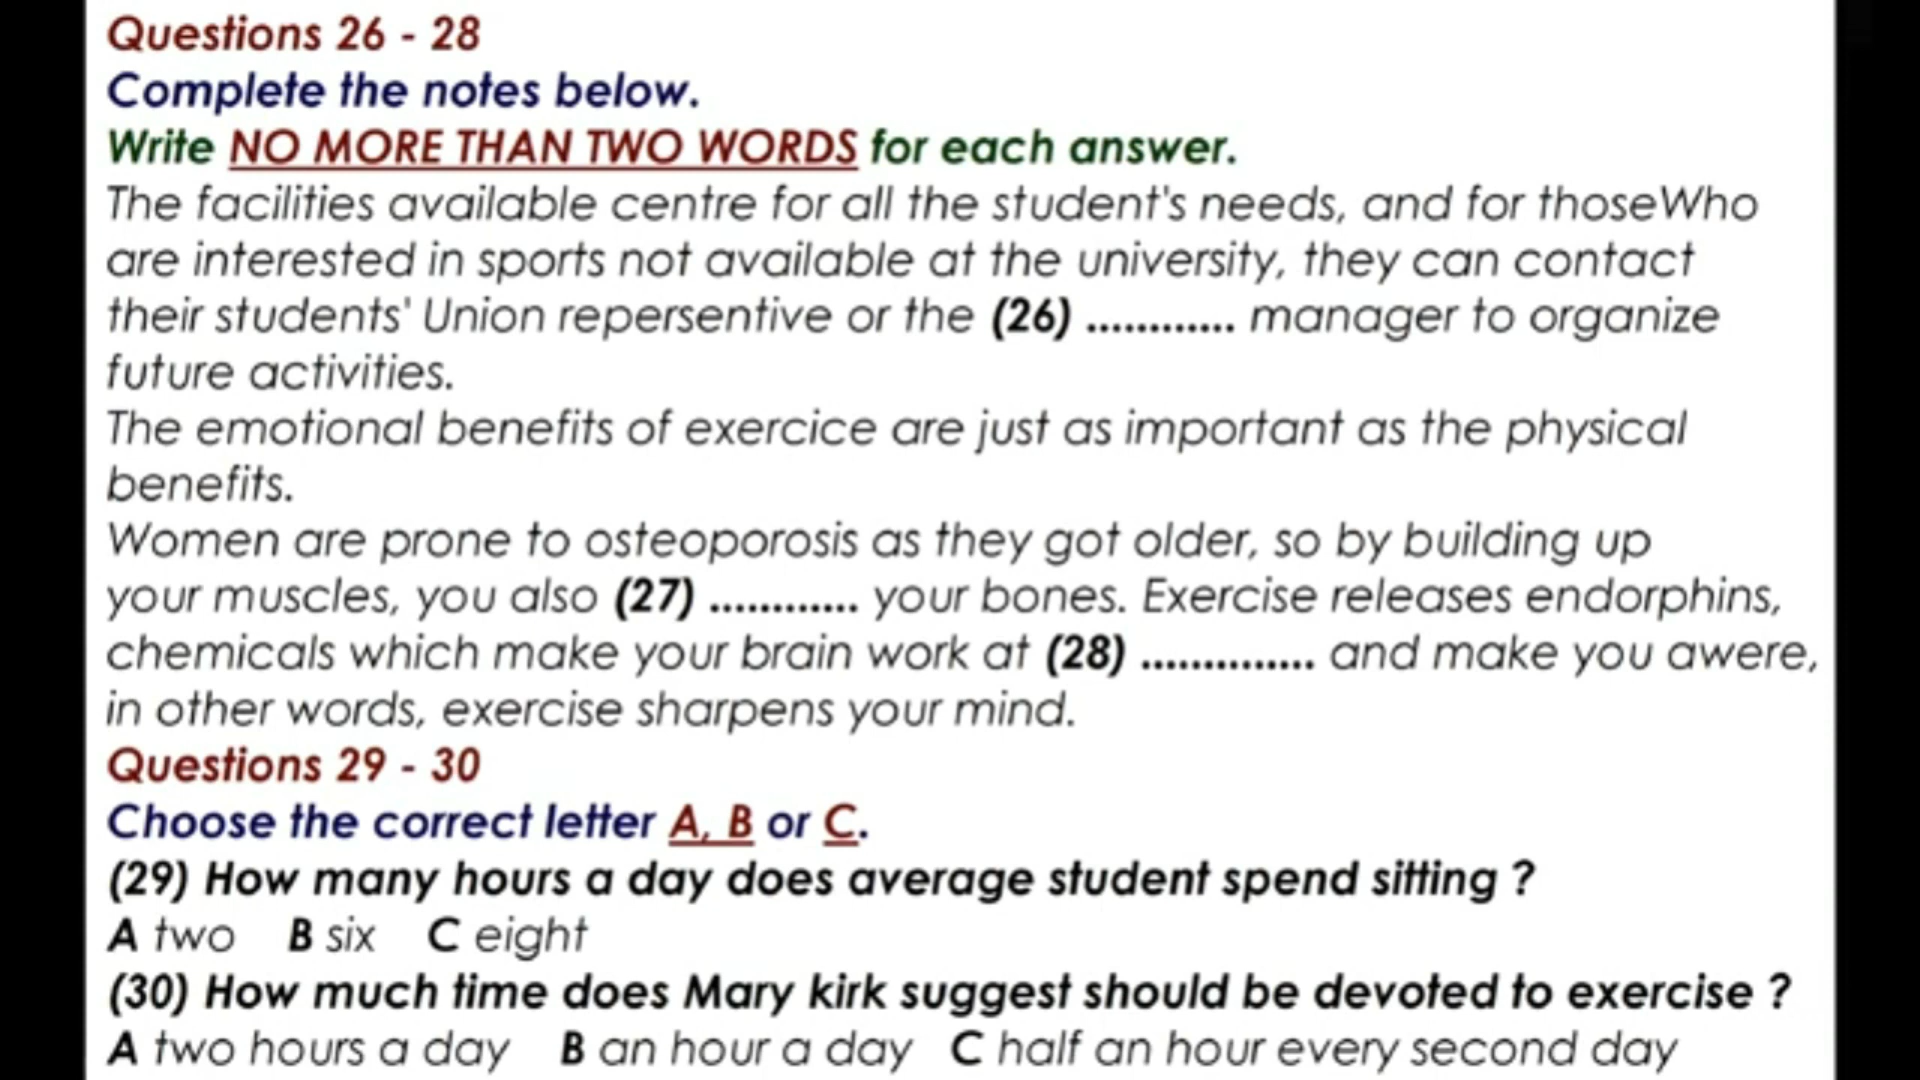 Questions 26 - 28
Complete the notes below.
Write NO MORE THAN TWO WORDS for each answer.
The facilities available centre for all the student's needs, and for thoseWho
are interested in sports not available at the university, they can contact
their students' Union repersentive or the (26) ............ manager to organize
future activities.
The emotional benefits of exercice are just as important as the physical
benefits.
Women are prone to osteoporosis as they got older, so by building up
your muscles, you also (27) ............ your bones. Exercise releases endorphins,
chemicals which make your brain work at (28) .............. and make you awere,
in other words, exercise sharpens your mind.
Questions 29 - 30
Choose the correct letter A, B or C.
(29) How many hours a day does average student spend sitting ?
A two B six C eight
(30) How much time does Mary kirk suggest should be devoted to exercise ?
A two hours a day B an hour a day C half an hour every second day